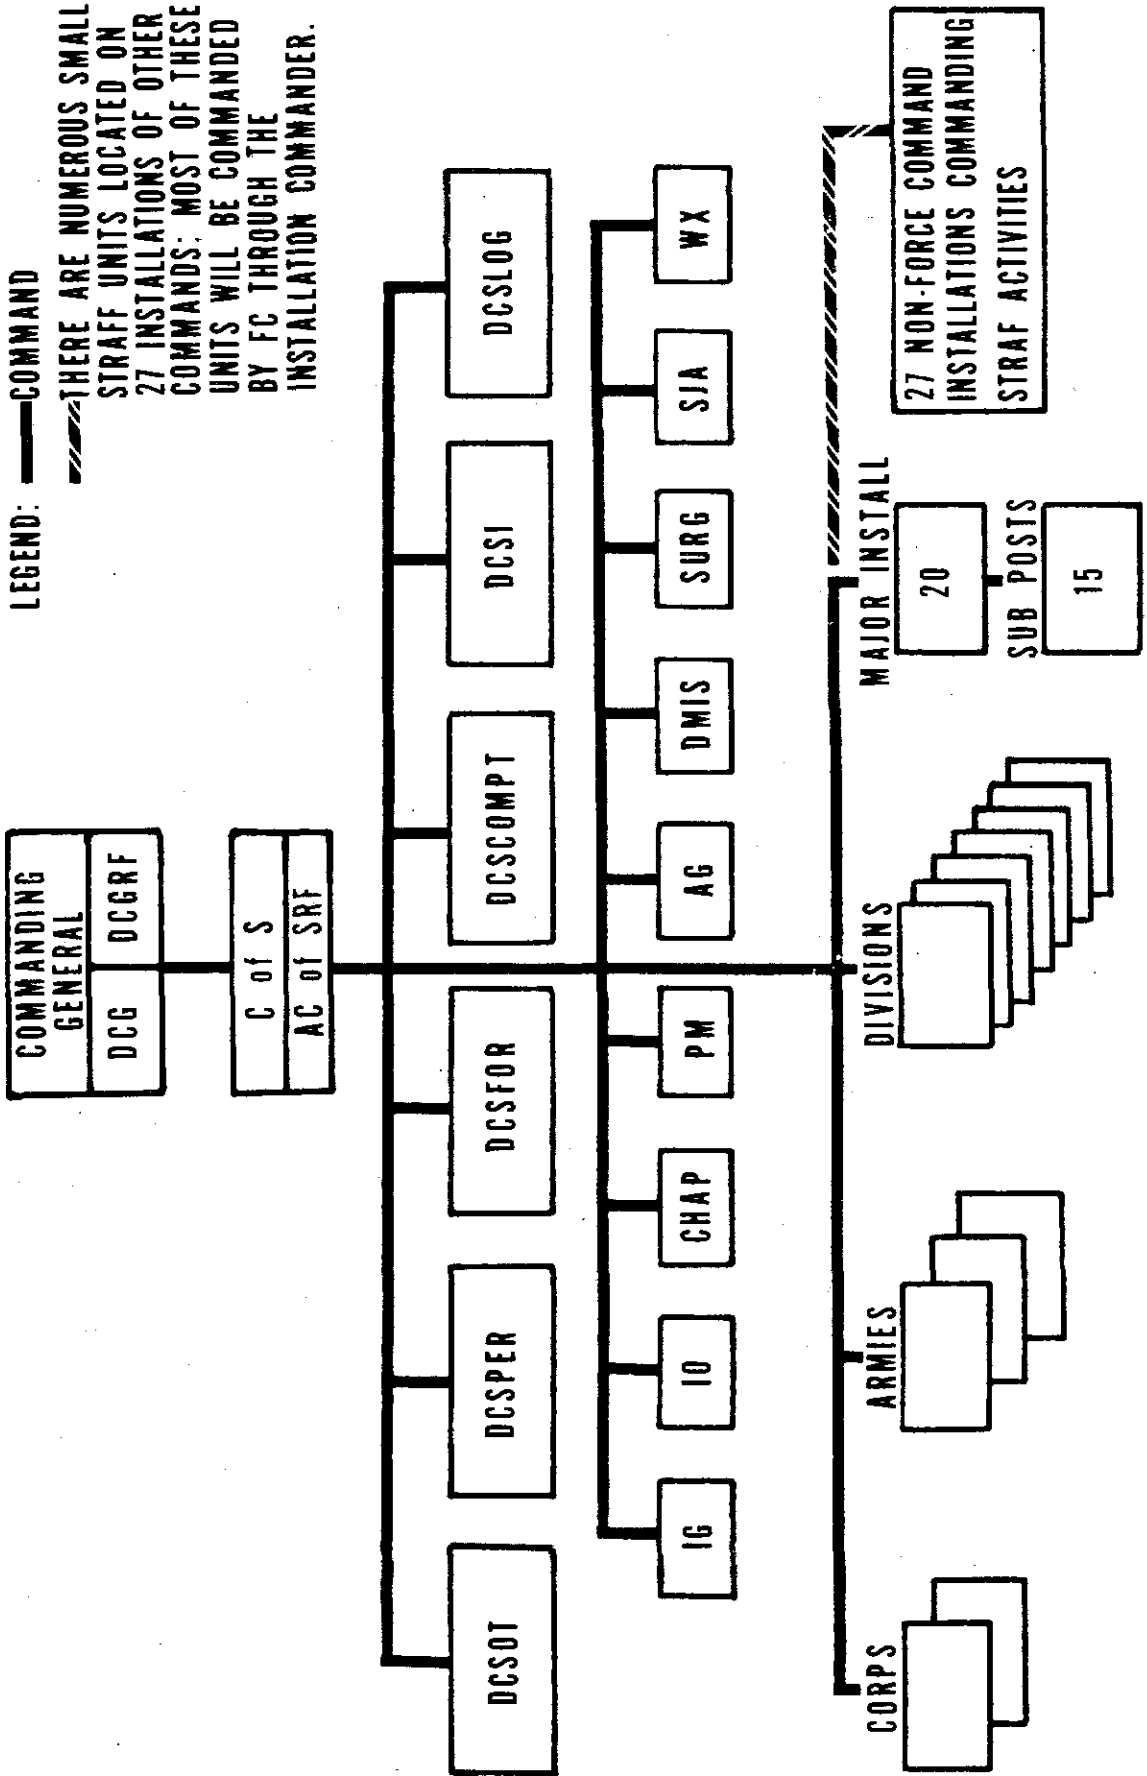 COMMANDING
GENERAL
DCG
DCGRF
C of S
AC of SRF
LEGEND:
COMMAND
THERE ARE NUMEROUS SMALL
STRAFF UNITS LOCATED ON
27 INSTALLATIONS OF OTHER
COMMANDS: MOST OF THESE
UNITS WILL BE COMMANDED
BY FC THROUGH THE
INSTALLATION COMMANDER.
DCSOT
DCSPER
DCSFOR
DCSCOMPT
DCSI
DCSLOG
IG
IO
CHAP
PM
AG
DMIS
SURG
SJA
WX
CORPS
ARMIES
DIVISIONS
MAJOR INSTALL
20
SUB POSTS
15
27 NON-FORCE COMMAND
INSTALLATIONS COMMANDING
STRAF ACTIVITIES